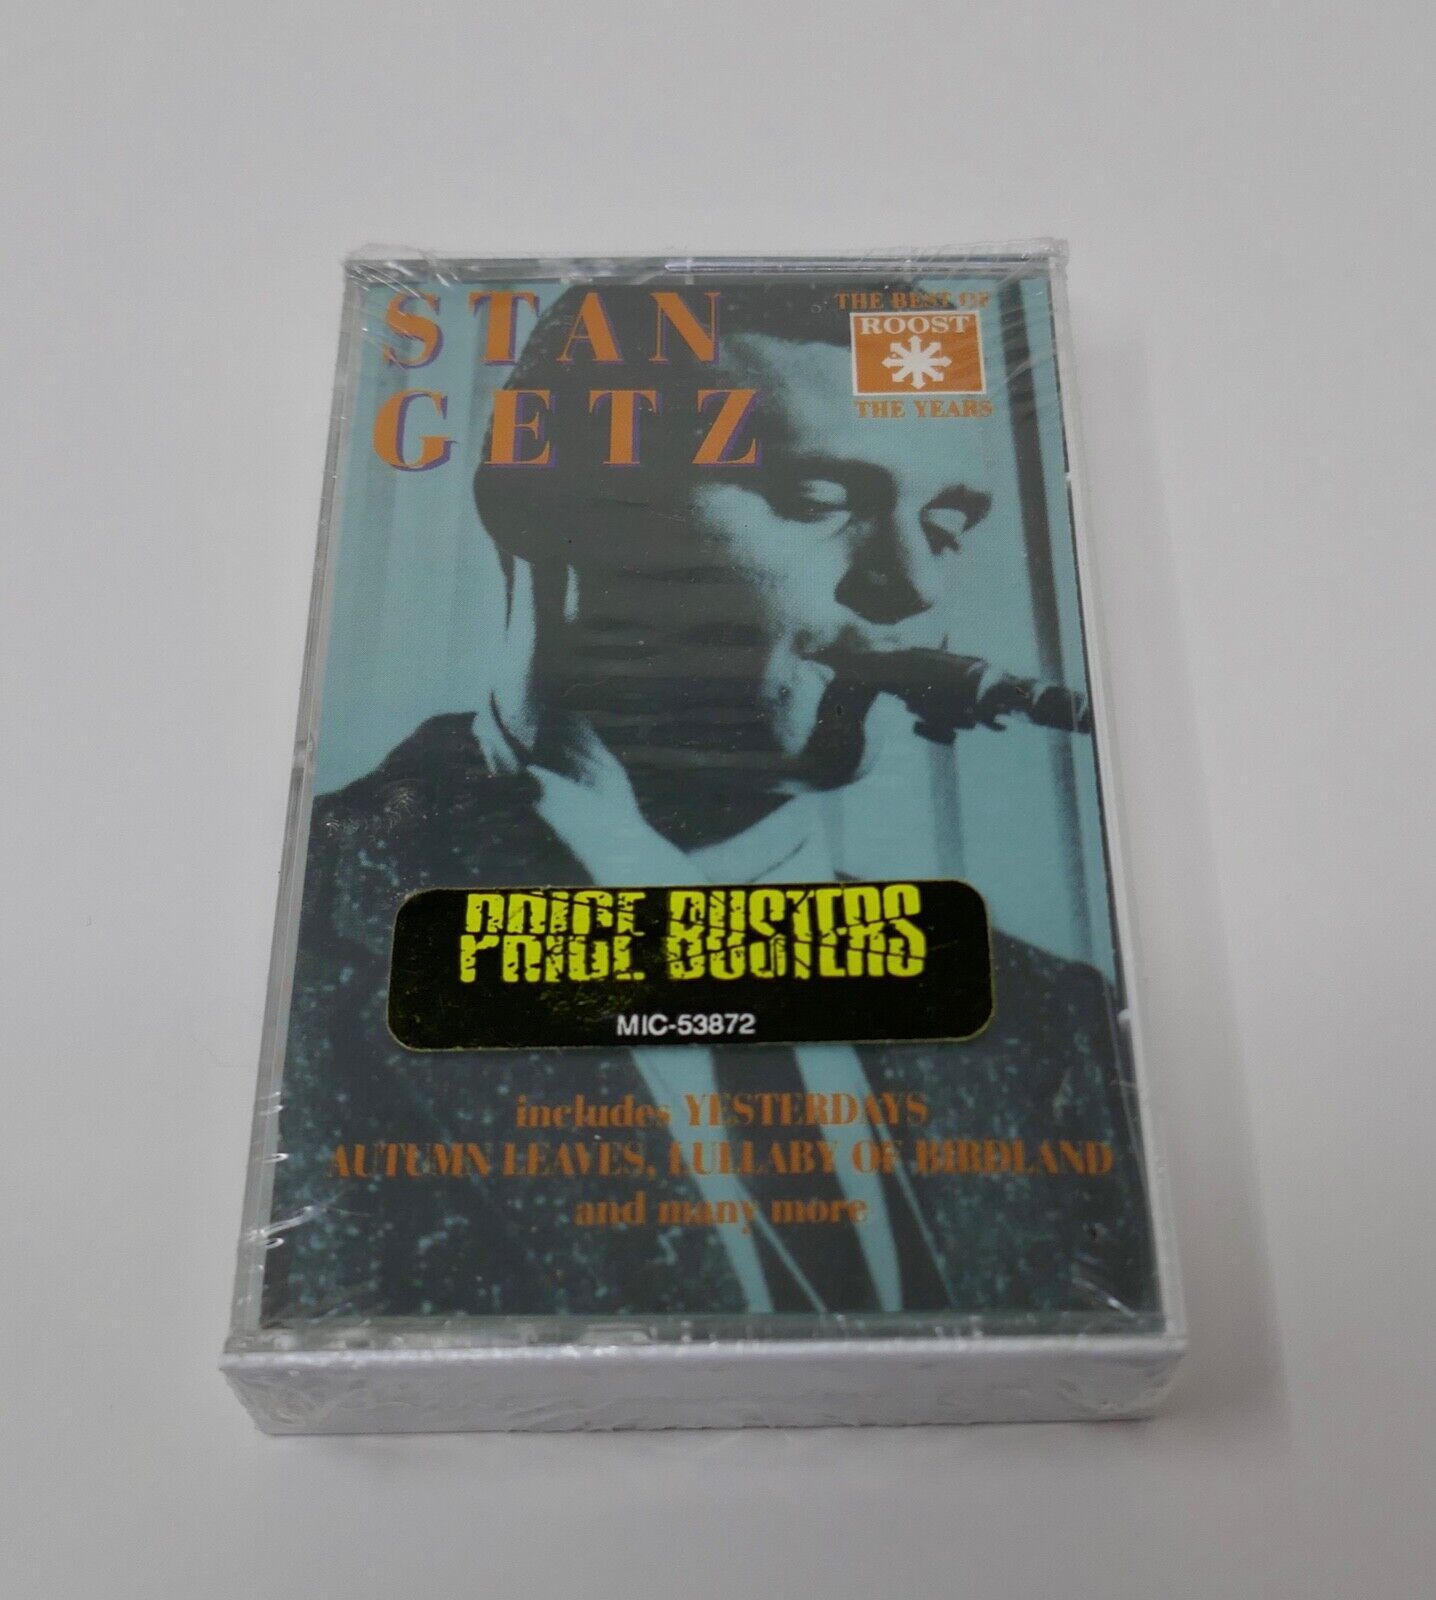 STAN
GETZ
THE BEST OF
ROOST
THE YEARS
PRICE BUSTERS
MIC-53872
includes YESTERDAYS
AUTUMN LEAVES, LULLABY OF BIRDLAND
and many more